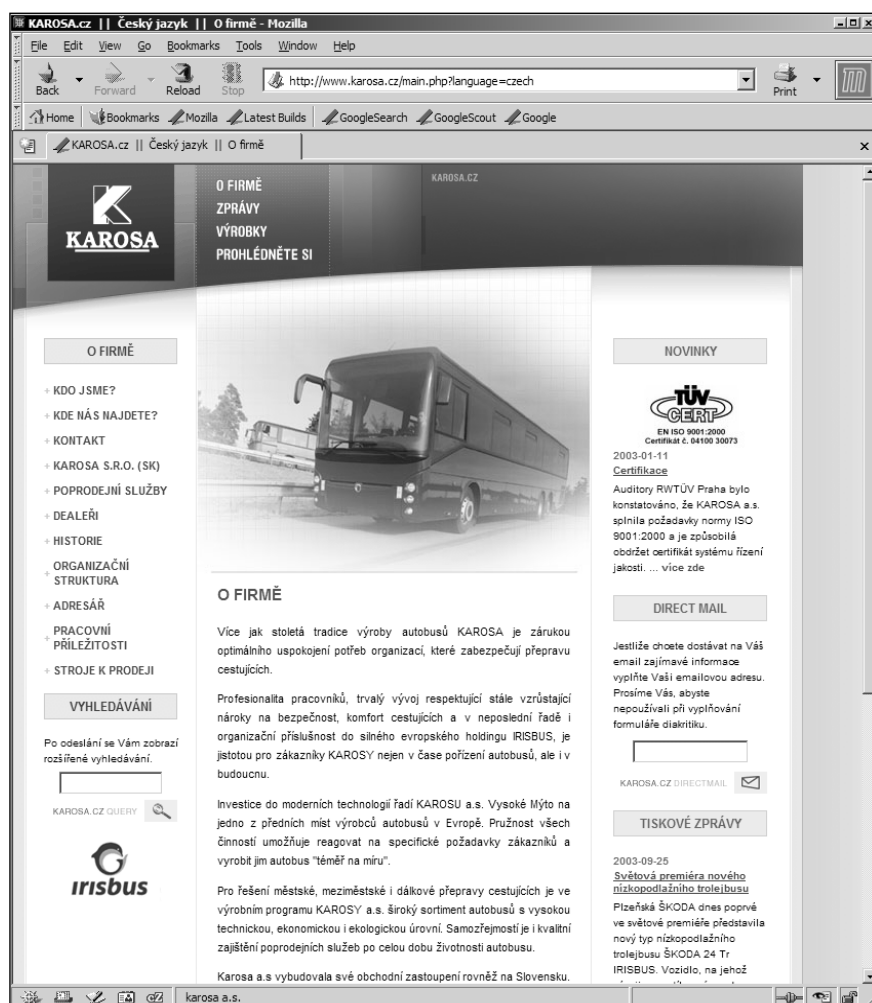 KAROSA.cz || Český jazyk || O firmě - Mozilla
File Edit View Go Bookmarks Tools Window Help
Back Forward Reload Stop http://www.karosa.cz/main.php?language=czech Print
Home Bookmarks Mozilla Latest Builds GoogleSearch GoogleScout Google
KAROSA.cz || Český jazyk || O firmě
KAROSA
O FIRMĚ
ZPRÁVY
VÝROBKY
PROHLÉDNĚTE SI
KAROSA.CZ
O FIRMĚ
KDO JSME?
KDE NÁS NAJDETE?
KONTAKT
KAROSA S.R.O. (SK)
POPRODEJNÍ SLUŽBY
DEALEŘI
HISTORIE
ORGANIZAČNÍ
STRUKTURA
ADRESÁŘ
PRACOVNÍ
PŘÍLEŽITOSTI
STROJE K PRODEJI
VYHLEDÁVÁNÍ
Po odeslání se Vám zobrazí
rozšířené vyhledávání.
KAROSA.CZ QUERY
irisbus
O FIRMĚ
Více jak stoletá tradice výroby autobusů KAROSA je zárukou
optimálního uspokojení potřeb organizací, které zabezpečují přepravu
cestujících.
Profesionalita pracovníků, trvalý vývoj respektující stále vzrůstající
nároky na bezpečnost, komfort cestujících a v neposlední řadě i
organizační příslušnost do silného evropského holdingu IRISBUS, je
jistotou pro zákazníky KAROSY nejen v čase pořízení autobusů, ale i v
budoucnu.
Investice do moderních technologií řadí KAROSU a.s. Vysoké Mýto na
jedno z předních míst výrobců autobusů v Evropě. Pružnost všech
činností umožňuje reagovat na specifické požadavky zákazníků a
vyrobit jim autobus "téměř na míru".
Pro řešení městské, meziměstské i dálkové přepravy cestujících je ve
výrobním programu KAROSY a.s. široký sortiment autobusů s vysokou
technickou, ekonomickou i ekologickou úrovní. Samozřejmostí je i kvalitní
zajištění poprodejních služeb po celou dobu životnosti autobusu.
Karosa a.s vybudovala své obchodní zastoupení rovněž na Slovensku.
NOVINKY
TÜV
CERT
EN ISO 9001:2000
Certifikát č. 04100 30073
2003-01-11
Certifikace
Auditory RWTÜV Praha bylo
konstatováno, že KAROSA a.s.
splnila požadavky normy ISO
9001:2000 a je způsobilá
obdržet certifikát systému řízení
jakosti. ... více zde
DIRECT MAIL
Jestliže chcete dostávat na Váš
email zajímavé informace
vyplňte Vaší emailovou adresu.
Prosíme Vás, abyste
nepoužívali při vyplňování
formuláře diakritiku.
KAROSA.CZ DIRECTMAIL
TISKOVÉ ZPRÁVY
2003-09-25
Světová premiéra nového
nízkopodlažního trolejbusu
Plzeňská ŠKODA dnes poprvé
ve světové premiéře představila
nový typ nízkopodlažního
trolejbusu ŠKODA 24 Tr
IRISBUS. Vozidlo, na jehož
karosa a.s.